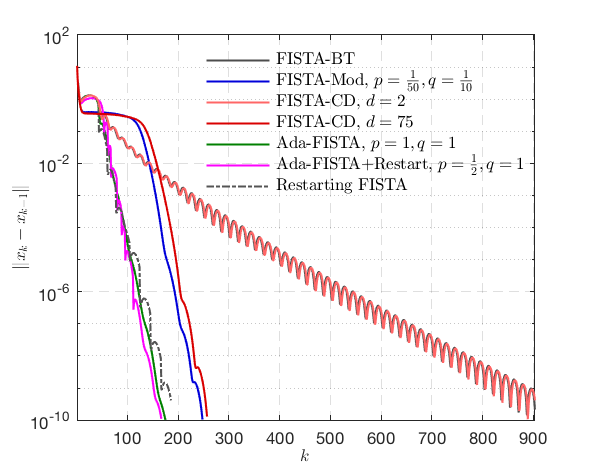 10^2
10^-2
10^-6
10^-10
||x_k − x_{k−1}||
FISTA-BT
FISTA-Mod, p = 1/50, q = 1/10
FISTA-CD, d = 2
FISTA-CD, d = 75
Ada-FISTA, p = 1, q = 1
Ada-FISTA+Restart, p = 1/2, q = 1
Restarting FISTA
100 200 300 400 500 600 700 800 900
k